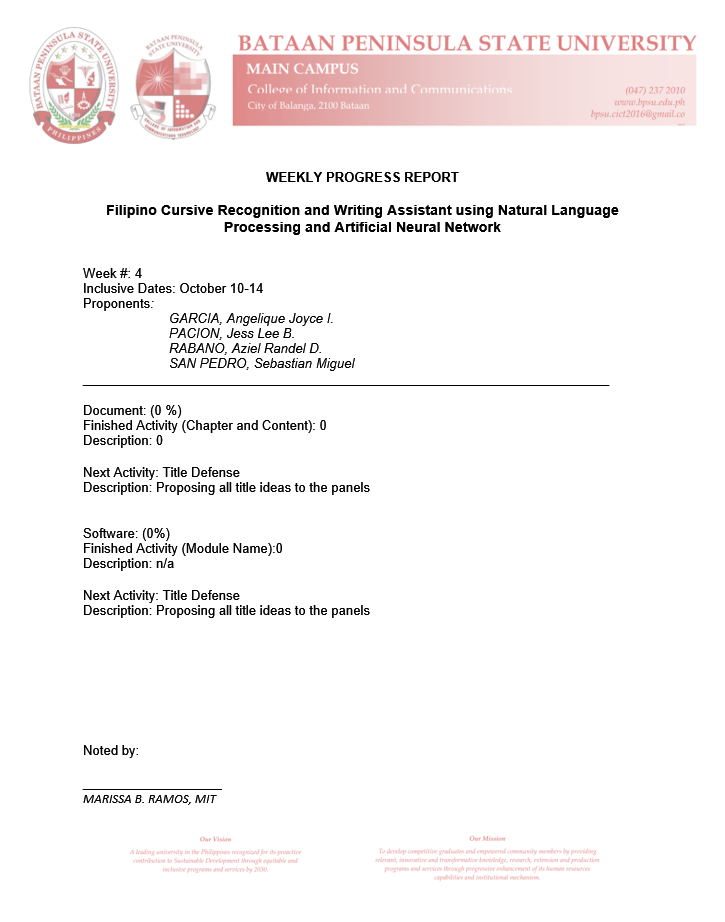 BATAAN PENINSULA STATE UNIVERSITY
PHILIPPINES
BATAAN PENINSULA STATE UNIVERSITY
MAIN CAMPUS
College of Information and Communications
City of Balanga, 2100 Bataan
(047) 237 2010
www.bpsu.edu.ph
bpsu.cict2016@gmail.co
WEEKLY PROGRESS REPORT
Filipino Cursive Recognition and Writing Assistant using Natural Language
Processing and Artificial Neural Network
Week #: 4
Inclusive Dates: October 10-14
Proponents:
GARCIA, Angelique Joyce I.
PACION, Jess Lee B.
RABANO, Aziel Randel D.
SAN PEDRO, Sebastian Miguel
Document: (0 %)
Finished Activity (Chapter and Content): 0
Description: 0
Next Activity: Title Defense
Description: Proposing all title ideas to the panels
Software: (0%)
Finished Activity (Module Name):0
Description: n/a
Next Activity: Title Defense
Description: Proposing all title ideas to the panels
Noted by:
MARISSA B. RAMOS, MIT
Our Vision
A leading university in the Philippines recognized for its proactive
contribution to Sustainable Development through equitable and
inclusive programs and services by 2030.
Our Mission
To develop competitive graduates and empowered community members by providing
relevant, innovative and transformative knowledge, research, extension and production
programs and services through progressive enhancement of its human resources
capabilities and institutional mechanism.